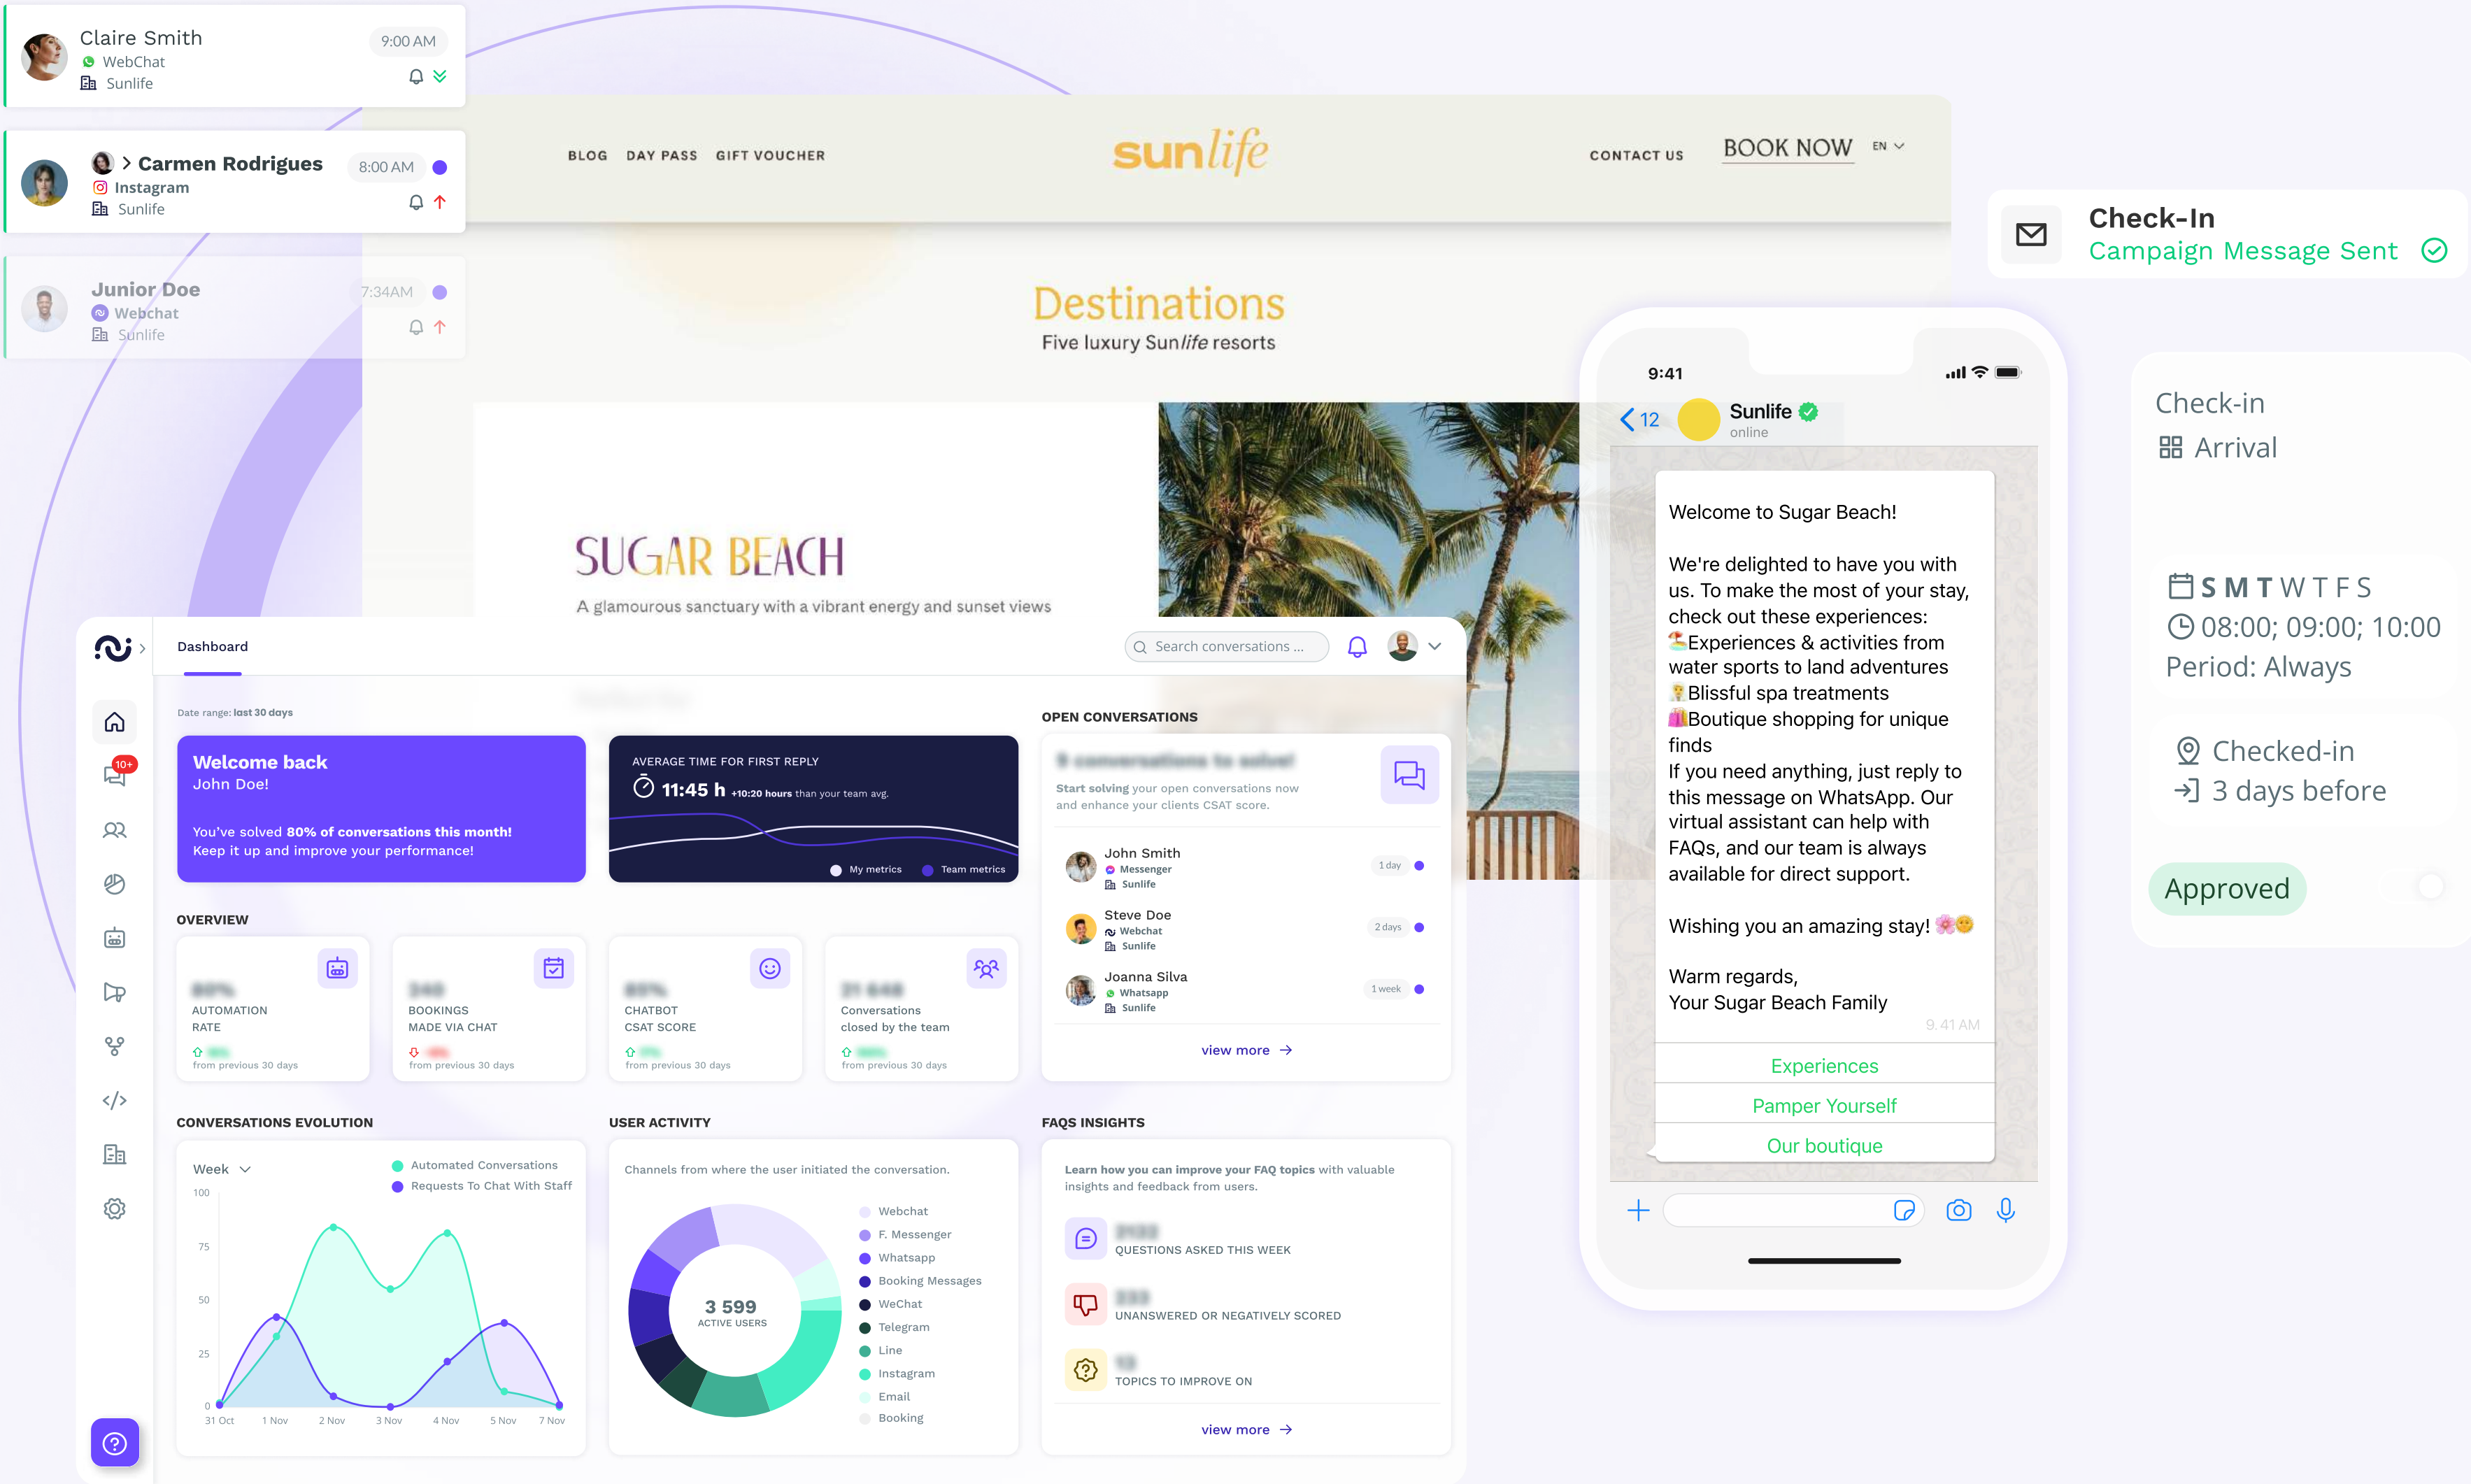 Claire Smith
9:00 AM
WebChat
Sunlife
Carmen Rodrigues
8:00 AM
Instagram
Sunlife
Junior Doe
7:34AM
Webchat
Sunlife
BLOG DAY PASS GIFT VOUCHER
sunlife
CONTACT US BOOK NOW EN
Destinations
Five luxury Sunlife resorts
SUGAR BEACH
A glamourous sanctuary with a vibrant energy and sunset views
Check-In
Campaign Message Sent
Check-in
Arrival
S M T W T F S
08:00; 09:00; 10:00
Period: Always
Checked-in
3 days before
Approved
9:41
12
Sunlife
online
Welcome to Sugar Beach!
We're delighted to have you with
us. To make the most of your stay,
check out these experiences:
🏖️Experiences & activities from
water sports to land adventures
🧖Blissful spa treatments
🛍️Boutique shopping for unique
finds
If you need anything, just reply to
this message on WhatsApp. Our
virtual assistant can help with
FAQs, and our team is always
available for direct support.
Wishing you an amazing stay! 🌸🌞
Warm regards,
Your Sugar Beach Family
9.41 AM
Experiences
Pamper Yourself
Our boutique
Dashboard
Search conversations ...
10+
Date range: last 30 days
Welcome back
John Doe!
You've solved 80% of conversations this month!
Keep it up and improve your performance!
AVERAGE TIME FOR FIRST REPLY
11:45 h +10:20 hours than your team avg.
My metrics Team metrics
OPEN CONVERSATIONS
9 conversations to solve!
Start solving your open conversations now
and enhance your clients CSAT score.
John Smith
Messenger
Sunlife
1 day
Steve Doe
Webchat
Sunlife
2 days
Joanna Silva
Whatsapp
Sunlife
1 week
view more
OVERVIEW
80%
AUTOMATION
RATE
from previous 30 days
240
BOOKINGS
MADE VIA CHAT
from previous 30 days
85%
CHATBOT
CSAT SCORE
from previous 30 days
21 648
Conversations
closed by the team
from previous 30 days
CONVERSATIONS EVOLUTION
Week
Automated Conversations
Requests To Chat With Staff
100
75
50
25
0
31 Oct 1 Nov 2 Nov 3 Nov 4 Nov 5 Nov 7 Nov
USER ACTIVITY
Channels from where the user initiated the conversation.
3 599
ACTIVE USERS
Webchat
F. Messenger
Whatsapp
Booking Messages
WeChat
Telegram
Line
Instagram
Email
Booking
FAQS INSIGHTS
Learn how you can improve your FAQ topics with valuable
insights and feedback from users.
QUESTIONS ASKED THIS WEEK
UNANSWERED OR NEGATIVELY SCORED
13
TOPICS TO IMPROVE ON
view more